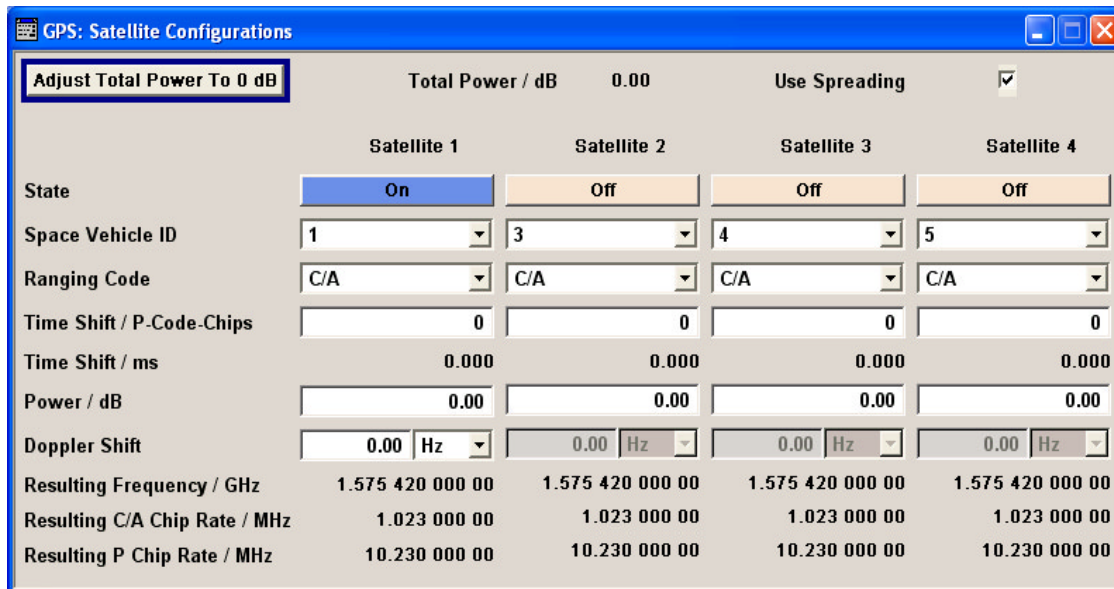 GPS: Satellite Configurations
Adjust Total Power To 0 dB Total Power / dB 0.00 Use Spreading
Satellite 1 Satellite 2 Satellite 3 Satellite 4
State On Off Off Off
Space Vehicle ID 1 3 4 5
Ranging Code C/A C/A C/A C/A
Time Shift / P-Code-Chips 0 0 0 0
Time Shift / ms 0.000 0.000 0.000 0.000
Power / dB 0.00 0.00 0.00 0.00
Doppler Shift 0.00 Hz 0.00 Hz 0.00 Hz 0.00 Hz
Resulting Frequency / GHz 1.575 420 000 00 1.575 420 000 00 1.575 420 000 00 1.575 420 000 00
Resulting C/A Chip Rate / MHz 1.023 000 00 1.023 000 00 1.023 000 00 1.023 000 00
Resulting P Chip Rate / MHz 10.230 000 00 10.230 000 00 10.230 000 00 10.230 000 00